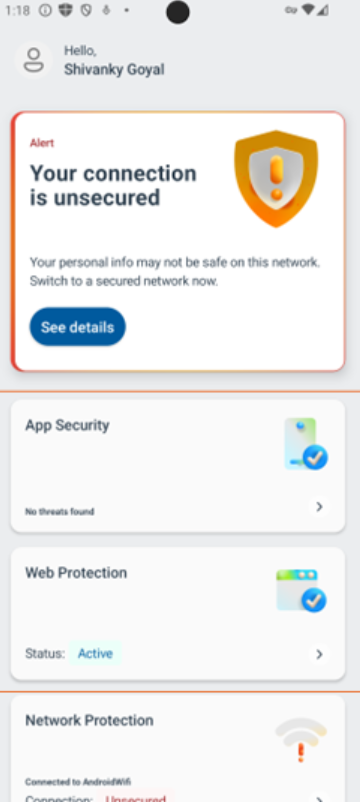 1:18
Hello,
Shivanky Goyal
Alert
Your connection
is unsecured
Your personal info may not be safe on this network.
Switch to a secured network now.
See details
App Security
No threats found
Web Protection
Status: Active
Network Protection
Connected to AndroidWifi
Connection: Unsecured